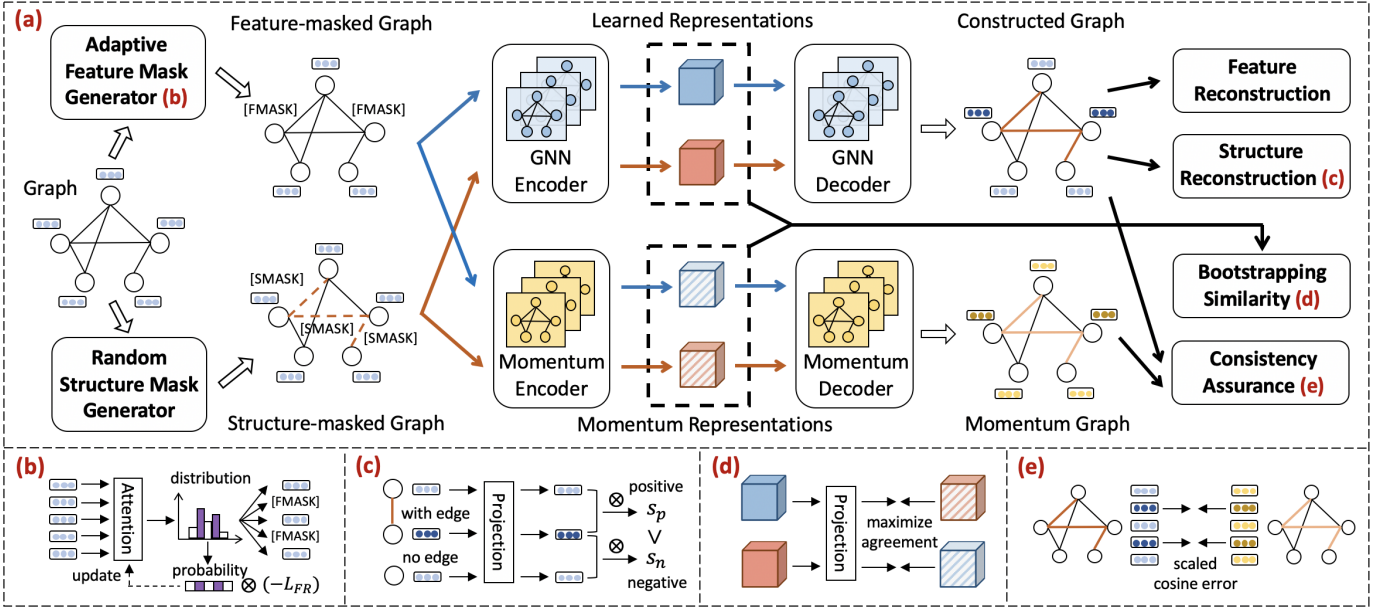 (a)
Adaptive
Feature Mask
Generator (b)
Graph
Random
Structure Mask
Generator
Feature-masked Graph
[FMASK]
[FMASK]
[SMASK]
[SMASK]
[SMASK]
Structure-masked Graph
GNN
Encoder
Momentum
Encoder
Learned Representations
Momentum Representations
GNN
Decoder
Momentum
Decoder
Constructed Graph
Momentum Graph
Feature
Reconstruction
Structure
Reconstruction (c)
Bootstrapping
Similarity (d)
Consistency
Assurance (e)
(b)
Attention
distribution
[FMASK]
[FMASK]
update
probability
⊗ (−L_FR)
(c)
with edge
no edge
Projection
⊗ positive
s_p
∨
⊗ s_n
negative
(d)
Projection
maximize
agreement
(e)
scaled
cosine error